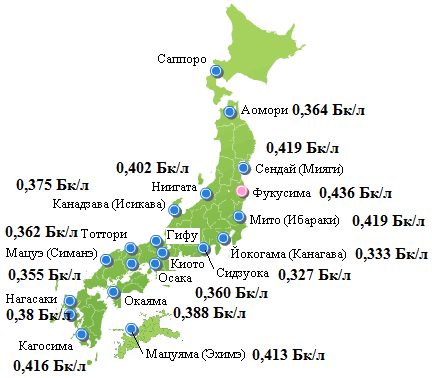 Саппоро
Аомори 0,364 Бк/л
0,419 Бк/л
0,402 Бк/л
Сендай (Мияги)
0,375 Бк/л
Ниигата
Фукусима 0,436 Бк/л
Канадзава (Исикава)
Мито (Ибараки) 0,419 Бк/л
0,362 Бк/л Тоттори
Гифу
Йокогама (Канагава) 0,333 Бк/л
Мацуэ (Симанэ)
Киото
Сидзуока 0,327 Бк/л
0,355 Бк/л
Осака
0,360 Бк/л
Нагасаки
Окаяма
0,388 Бк/л
0,38 Бк/л
Кагосима
Мацуяма (Эхимэ) 0,413 Бк/л
0,416 Бк/л